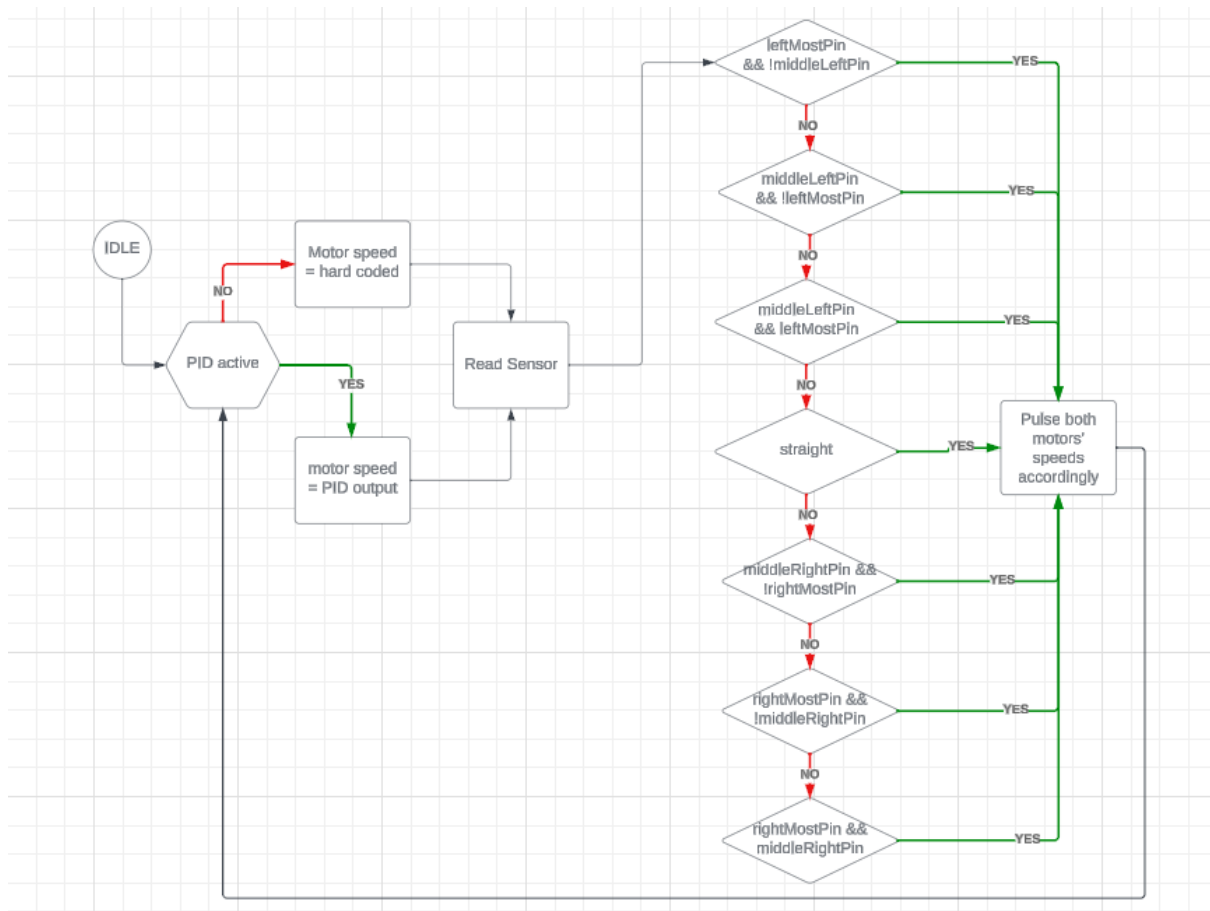 IDLE
PID active
NO
Motor speed
= hard coded
YES
motor speed
= PID output
Read Sensor
leftMostPin
&& !middleLeftPin
YES
NO
middleLeftPin
&& !leftMostPin
YES
NO
middleLeftPin
&& leftMostPin
YES
NO
straight
YES
NO
middleRightPin &&
!rightMostPin
YES
NO
rightMostPin &&
!middleRightPin
YES
NO
rightMostPin &&
middleRightPin
YES
Pulse both
motors'
speeds
accordingly